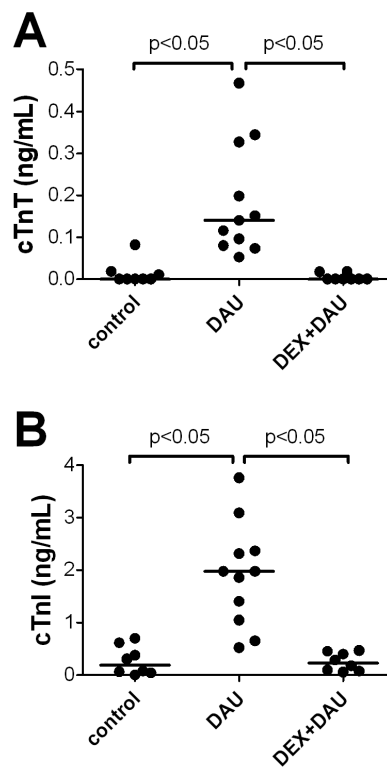 A
p<0.05 p<0.05
cTnT (ng/mL)
0.5
0.4
0.3
0.2
0.1
0.0
control DAU DEX+DAU
B
p<0.05 p<0.05
cTnI (ng/mL)
4
3
2
1
0
control DAU DEX+DAU